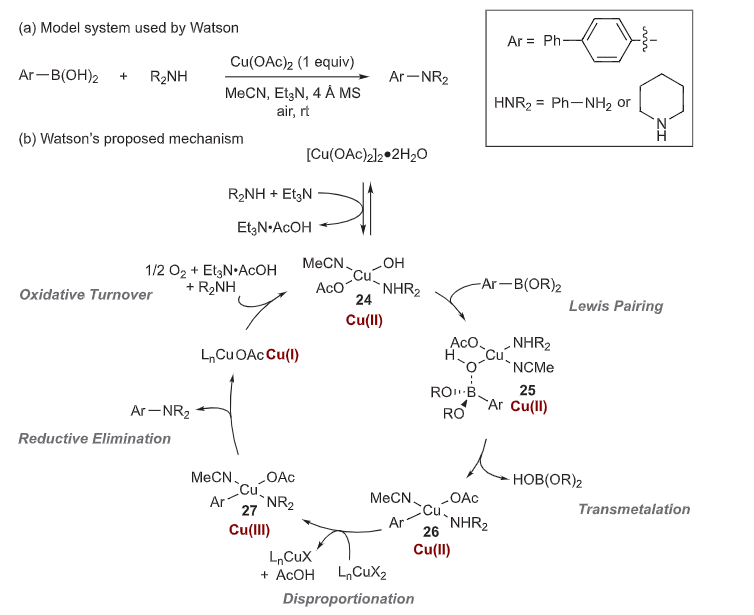 (a) Model system used by Watson
Ar—B(OH)₂ + R₂NH
Cu(OAc)₂ (1 equiv)
MeCN, Et₃N, 4 Å MS
air, rt
Ar—NR₂
Ar = Ph
HNR₂ = Ph—NH₂ or
N
H
(b) Watson's proposed mechanism
[Cu(OAc)₂]₂•2H₂O
R₂NH + Et₃N
Et₃N•AcOH
1/2 O₂ + Et₃N•AcOH
+ R₂NH
Oxidative Turnover
MeCN OH
Cu
AcO NHR₂
24
Cu(II)
Ar—B(OR)₂
Lewis Pairing
AcO NHR₂
H Cu
O NCMe
RO B
RO Ar
25
Cu(II)
HOB(OR)₂
Transmetalation
MeCN OAc
Cu
Ar NHR₂
26
Cu(II)
LₙCuX
+ AcOH
LₙCuX₂
Disproportionation
MeCN OAc
Cu
Ar NR₂
27
Cu(III)
Ar—NR₂
Reductive Elimination
LₙCuOAc Cu(I)